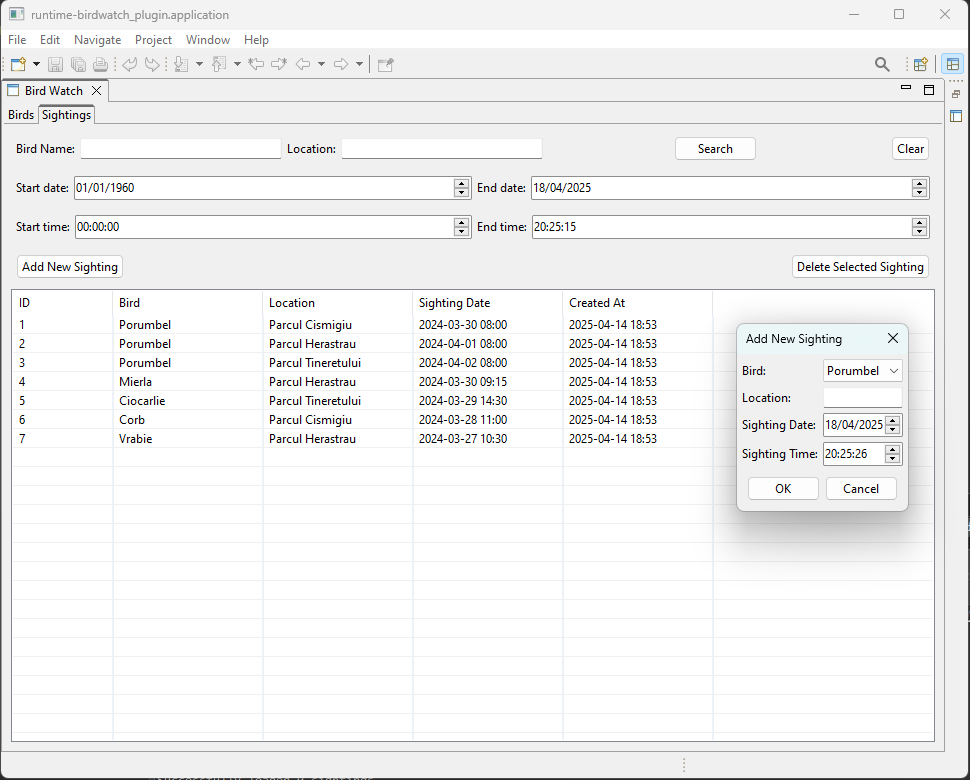 runtime-birdwatch_plugin.application
File Edit Navigate Project Window Help
Bird Watch
Birds Sightings
Bird Name: Location: Search Clear
Start date: 01/01/1960 End date: 18/04/2025
Start time: 00:00:00 End time: 20:25:15
Add New Sighting Delete Selected Sighting
ID Bird Location Sighting Date Created At
1 Porumbel Parcul Cismigiu 2024-03-30 08:00 2025-04-14 18:53
2 Porumbel Parcul Herastrau 2024-04-01 08:00 2025-04-14 18:53
3 Porumbel Parcul Tineretului 2024-04-02 08:00 2025-04-14 18:53
4 Mierla Parcul Herastrau 2024-03-30 09:15 2025-04-14 18:53
5 Ciocarlie Parcul Tineretului 2024-03-29 14:30 2025-04-14 18:53
6 Corb Parcul Cismigiu 2024-03-28 11:00 2025-04-14 18:53
7 Vrabie Parcul Herastrau 2024-03-27 10:30 2025-04-14 18:53
Add New Sighting
Bird: Porumbel
Location:
Sighting Date: 18/04/2025
Sighting Time: 20:25:26
OK Cancel